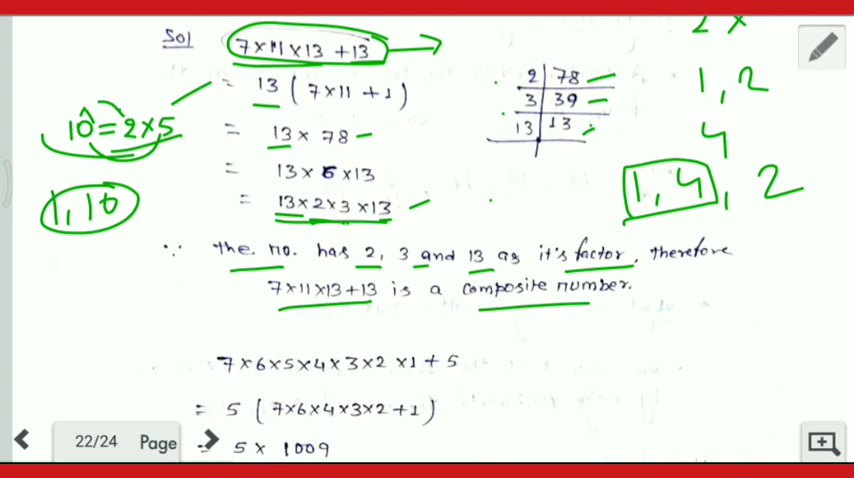 Sol 7×11×13 +13
= 13 ( 7×11 +1)
= 13× 78
= 13× 6 ×13
= 13×2×3 ×13
2 | 78
3 | 39
13 | 13
10 = 2×5
1, 10
2 ×
1, 2
4
1, 4, 2
∵ the no. has 2, 3 and 13 as it's factor, therefore
7×11×13+13 is a composite number.
7×6×5×4×3×2 ×1 + 5
= 5 ( 7×6×4×3×2 +1)
= 5 × 1009
22/24 Page